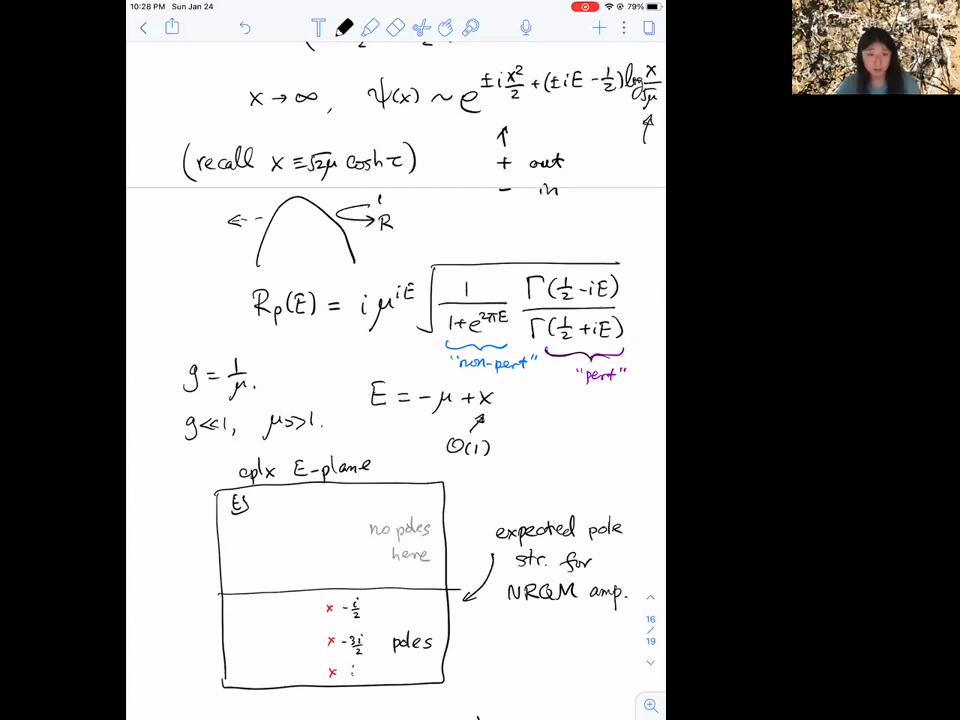 10:28 PM Sun Jan 24
79%
x → ∞, ψ(x) ~ e^{±i x²/2 + (±iE − 1/2) log x/√μ}
(recall x ≡ √2μ cosh τ)
+ out
− in
R
R_p(E) = i μ^{iE} √( 1/(1+e^{2πE}) Γ(1/2 − iE)/Γ(1/2 + iE) )
"non-pert"
"pert"
g = 1/μ.
E = −μ + x
g ≪ 1, μ >> 1.
O(1)
cplx E-plane
E
no poles
here
expected pole
str. for
NRQM amp.
x −i/2
x −3i/2 poles
x ⋮
16
/
19